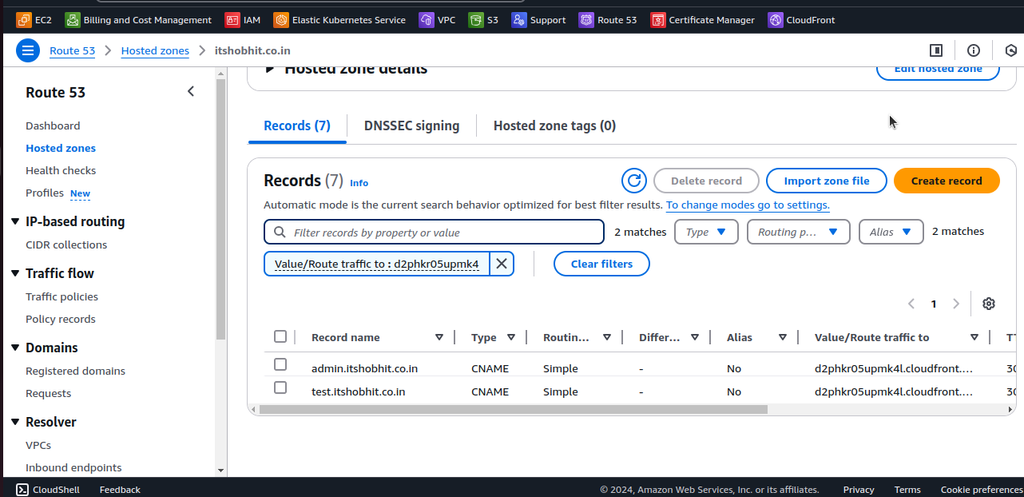 EC2 Billing and Cost Management IAM Elastic Kubernetes Service VPC S3 Support Route 53 Certificate Manager CloudFront
Route 53 Hosted zones itshobhit.co.in
Route 53
Dashboard
Hosted zones
Health checks
Profiles New
IP-based routing
CIDR collections
Traffic flow
Traffic policies
Policy records
Domains
Registered domains
Requests
Resolver
VPCs
Inbound endpoints
Hosted zone details
Edit hosted zone
Records (7) DNSSEC signing Hosted zone tags (0)
Records (7) Info
Delete record Import zone file Create record
Automatic mode is the current search behavior optimized for best filter results. To change modes go to settings.
Filter records by property or value 2 matches Type Routing p... Alias 2 matches
Value/Route traffic to : d2phkr05upmk4 Clear filters
1
Record name Type Routin... Differ... Alias Value/Route traffic to
admin.itshobhit.co.in CNAME Simple - No d2phkr05upmk4l.cloudfront....
test.itshobhit.co.in CNAME Simple - No d2phkr05upmk4l.cloudfront....
CloudShell Feedback © 2024, Amazon Web Services, Inc. or its affiliates. Privacy Terms Cookie preferences